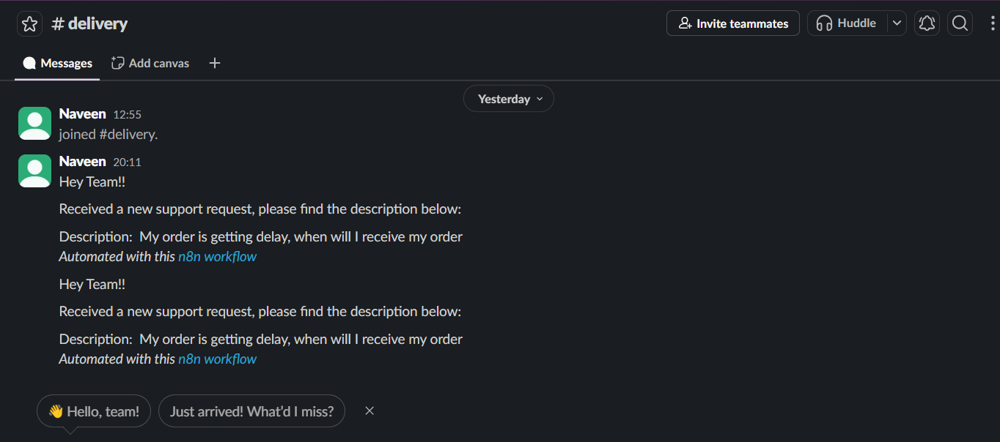 # delivery
Invite teammates
Huddle
Messages
Add canvas
Yesterday
Naveen 12:55
joined #delivery.
Naveen 20:11
Hey Team!!
Received a new support request, please find the description below:
Description: My order is getting delay, when will I receive my order
Automated with this n8n workflow
Hey Team!!
Received a new support request, please find the description below:
Description: My order is getting delay, when will I receive my order
Automated with this n8n workflow
👋 Hello, team!
Just arrived! What’d I miss?